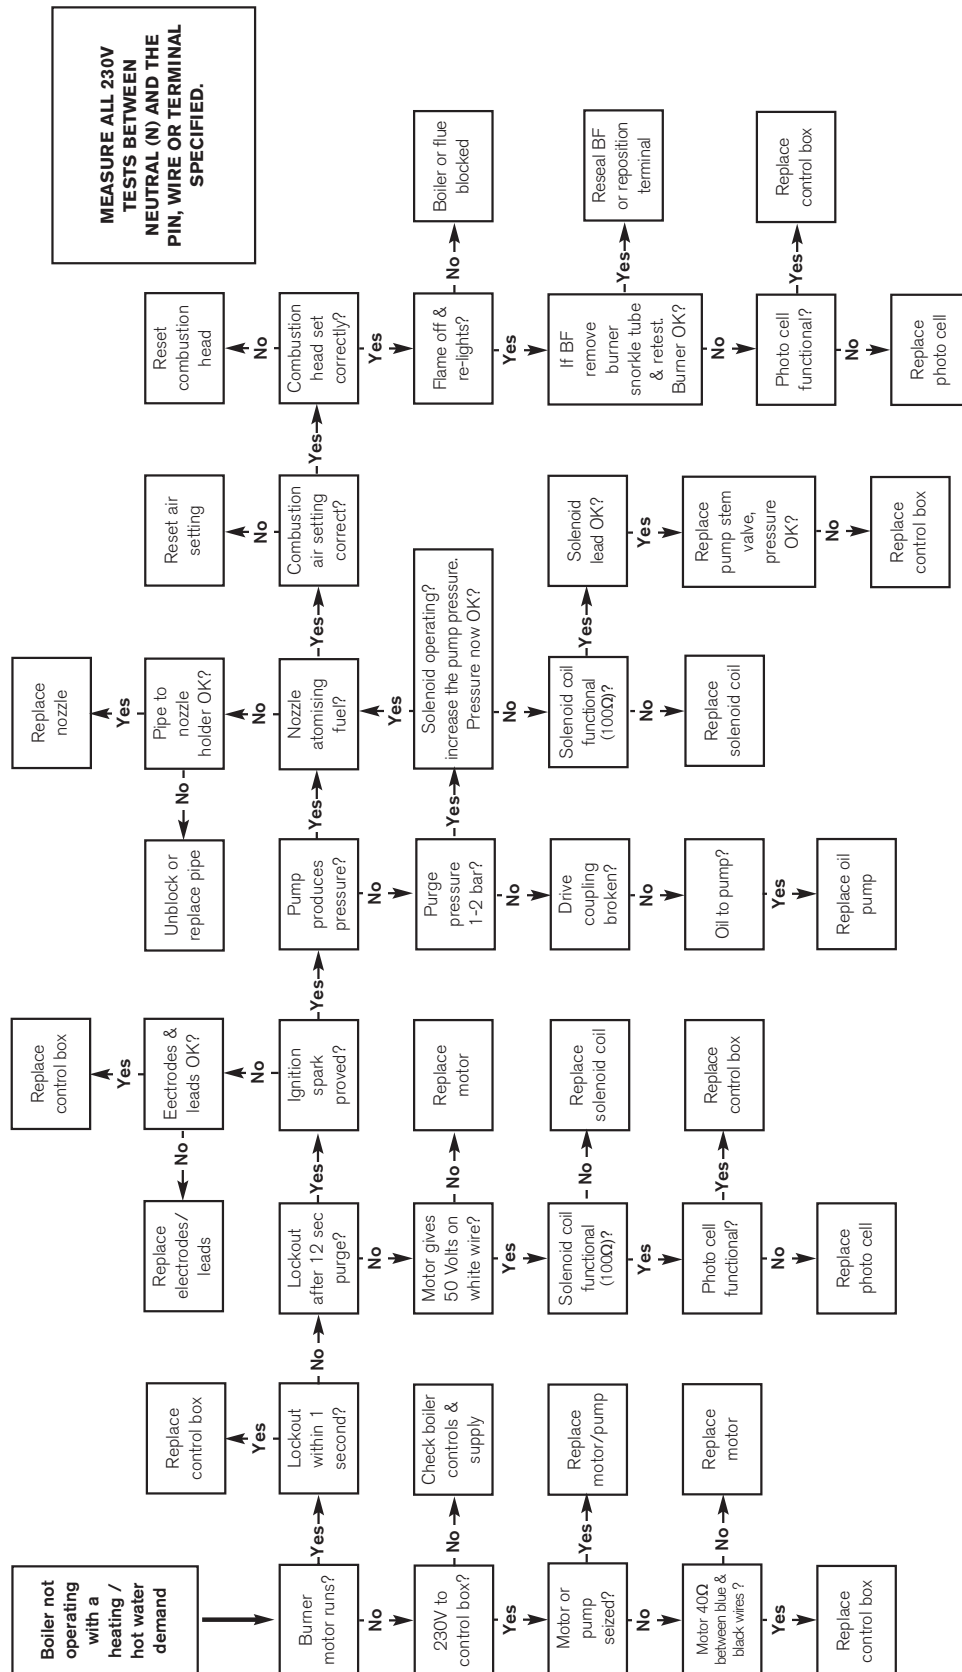 Boiler not
operating
with a
heating /
hot water
demand
MEASURE ALL 230V
TESTS BETWEEN
NEUTRAL (N) AND THE
PIN, WIRE OR TERMINAL
SPECIFIED.
Burner
motor runs?
Yes
No
230V to
control box?
No
Check boiler
controls &
supply
Yes
Motor or
pump
seized?
Yes
Replace
motor/pump
No
Motor 40Ω
between blue &
black wires ?
No
Replace
motor
Yes
Replace
control box
Lockout
within 1
second?
Yes
Replace
control box
No
Lockout
after 12 sec
purge?
No
Motor gives
50 Volts on
white wire?
No
Replace
motor
Yes
Solenoid coil
functional
(100Ω)?
No
Replace
solenoid coil
Yes
Photo cell
functional?
Yes
Replace
control box
No
Replace
photo cell
Yes
Ignition
spark
proved?
No
Eectrodes &
leads OK?
Yes
Replace
control box
No
Replace
electrodes/
leads
Yes
Pump
produces
pressure?
No
Purge
pressure
1-2 bar?
No
Drive
coupling
broken?
No
Oil to pump?
Yes
Replace oil
pump
Yes
Solenoid operating?
increase the pump pressure.
Pressure now OK?
Yes
No
Solenoid coil
functional
(100Ω)?
No
Replace
solenoid coil
Yes
Solenoid
lead OK?
Yes
Replace
pump stem
valve,
pressure
OK?
No
Replace
control box
Yes
Nozzle
atomising
fuel?
No
Pipe to
nozzle
holder OK?
Yes
Replace
nozzle
No
Unblock or
replace pipe
Yes
Combustion
air setting
correct?
No
Reset air
setting
Yes
Combustion
head set
correctly?
No
Reset
combustion
head
Yes
Flame off &
re-lights?
No
Boiler or flue
blocked
Yes
If BF
remove
burner
snorkle tube
& retest.
Burner OK?
Yes
Reseal BF
or reposition
terminal
No
Photo cell
functional?
Yes
Replace
control box
No
Replace
photo cell